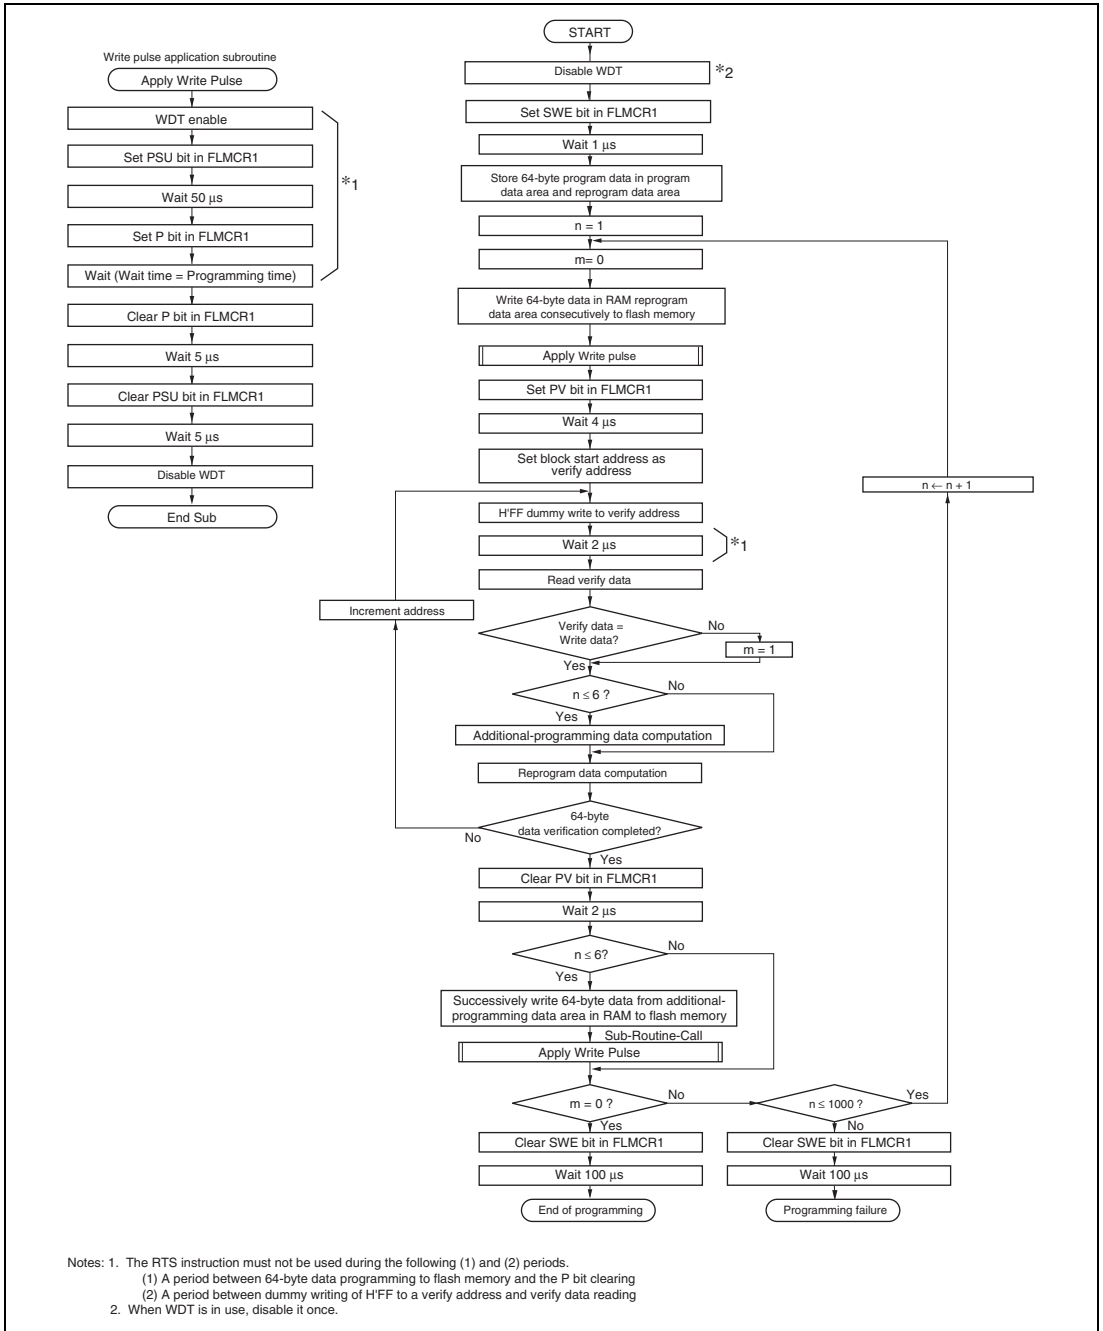 Write pulse application subroutine
Apply Write Pulse
WDT enable
Set PSU bit in FLMCR1
Wait 50 μs
Set P bit in FLMCR1
Wait (Wait time = Programming time)
*1
Clear P bit in FLMCR1
Wait 5 μs
Clear PSU bit in FLMCR1
Wait 5 μs
Disable WDT
End Sub
START
Disable WDT
*2
Set SWE bit in FLMCR1
Wait 1 μs
Store 64-byte program data in program
data area and reprogram data area
n = 1
m= 0
Write 64-byte data in RAM reprogram
data area consecutively to flash memory
Apply Write pulse
Set PV bit in FLMCR1
Wait 4 μs
Set block start address as
verify address
n ← n + 1
H'FF dummy write to verify address
Wait 2 μs
*1
Read verify data
Increment address
Verify data =
Write data?
No
m = 1
Yes
n ≤ 6 ?
No
Yes
Additional-programming data computation
Reprogram data computation
64-byte
data verification completed?
No
Yes
Clear PV bit in FLMCR1
Wait 2 μs
n ≤ 6?
No
Yes
Successively write 64-byte data from additional-
programming data area in RAM to flash memory
Sub-Routine-Call
Apply Write Pulse
m = 0 ?
No
n ≤ 1000 ?
Yes
Yes
No
Clear SWE bit in FLMCR1
Clear SWE bit in FLMCR1
Wait 100 μs
Wait 100 μs
End of programming
Programming failure
Notes: 1. The RTS instruction must not be used during the following (1) and (2) periods.
(1) A period between 64-byte data programming to flash memory and the P bit clearing
(2) A period between dummy writing of H'FF to a verify address and verify data reading
2. When WDT is in use, disable it once.